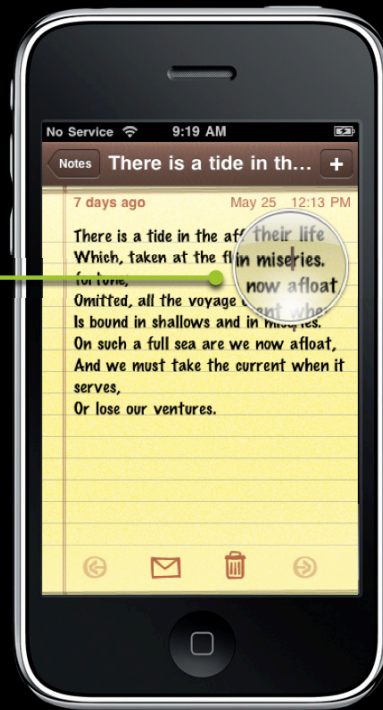 No Service 9:19 AM
Notes There is a tide in th... +
7 days ago May 25 12:13 PM
There is a tide in the aff their life
Which, taken at the fl in miseries.
fortune, now afloat
Omitted, all the voyage
Is bound in shallows and in miseries.
On such a full sea are we now afloat,
And we must take the current when it
serves,
Or lose our ventures.